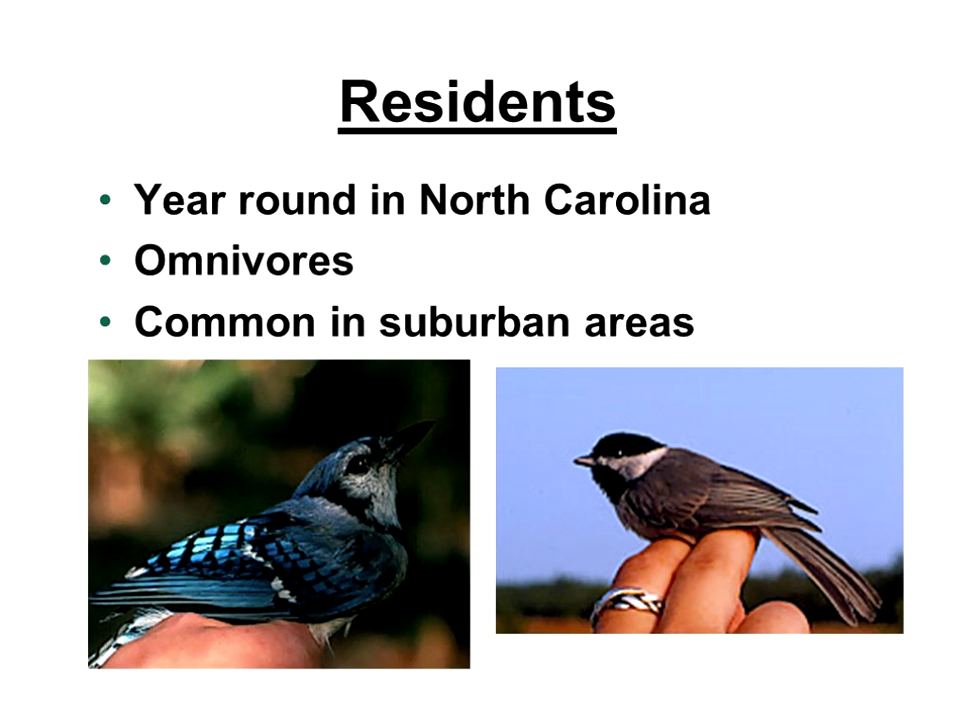 Residents
• Year round in North Carolina
• Omnivores
• Common in suburban areas